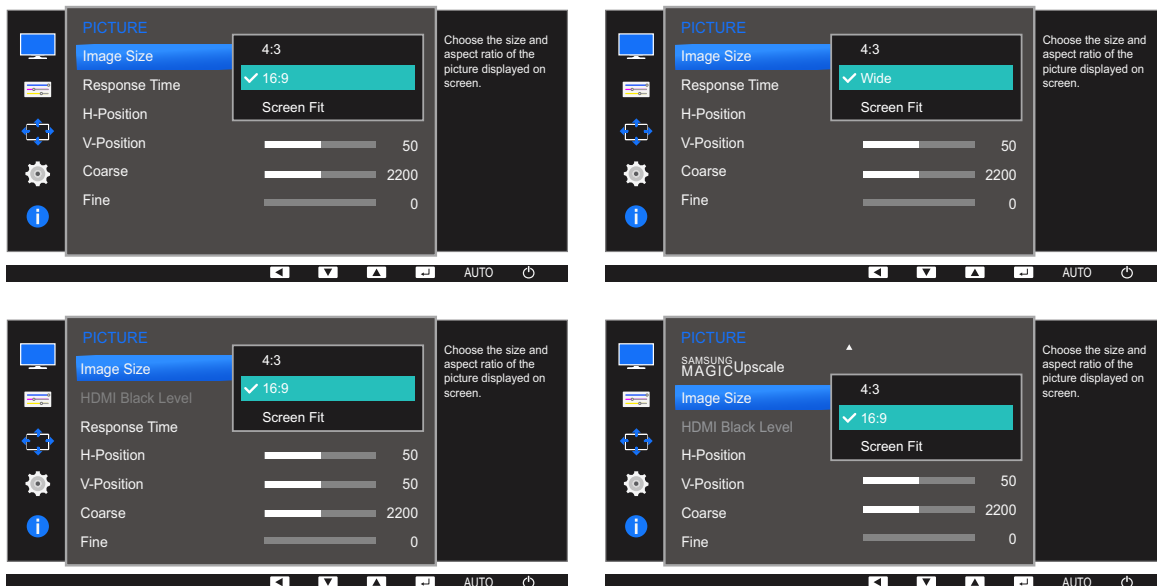 PICTURE
Image Size
4:3
Response Time
16:9
H-Position
Screen Fit
V-Position 50
Coarse 2200
Fine 0
Choose the size and
aspect ratio of the
picture displayed on
screen.
AUTO
PICTURE
Image Size
4:3
Response Time
Wide
H-Position
Screen Fit
V-Position 50
Coarse 2200
Fine 0
Choose the size and
aspect ratio of the
picture displayed on
screen.
AUTO
PICTURE
Image Size
4:3
HDMI Black Level
16:9
Response Time
Screen Fit
H-Position 50
V-Position 50
Coarse 2200
Fine 0
Choose the size and
aspect ratio of the
picture displayed on
screen.
AUTO
PICTURE
SAMSUNG
MAGICUpscale
Image Size
4:3
HDMI Black Level
16:9
H-Position
Screen Fit
V-Position 50
Coarse 2200
Fine 0
Choose the size and
aspect ratio of the
picture displayed on
screen.
AUTO